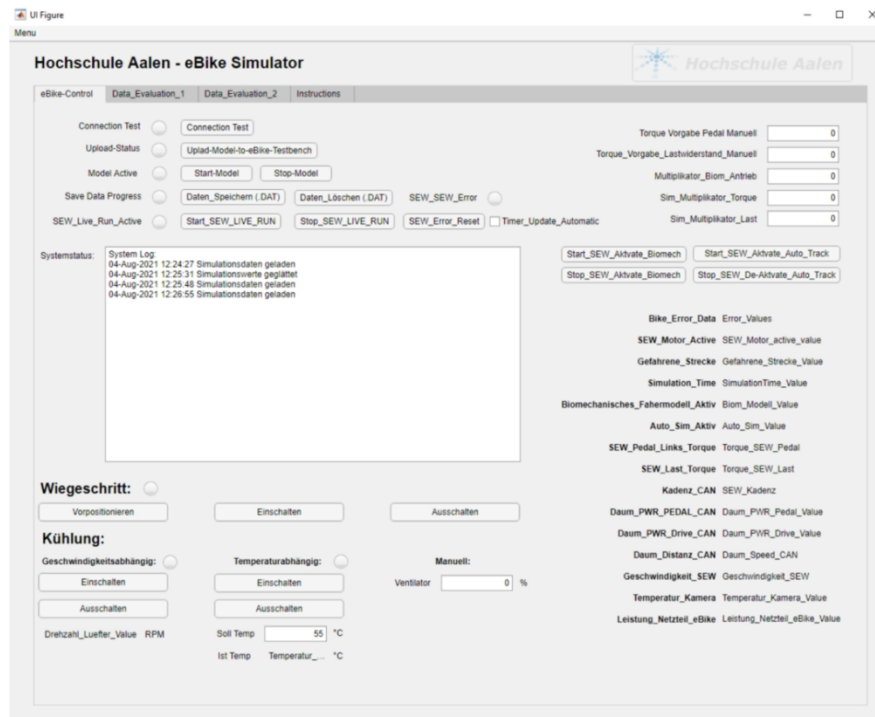 UI Figure
Menu
Hochschule Aalen - eBike Simulator
Hochschule Aalen
eBike-Control Data_Evaluation_1 Data_Evaluation_2 Instructions
Connection Test Connection Test
Upload-Status Uplad-Model-to-eBike-Testbench
Model Active Start-Model Stop-Model
Save Data Progress Daten_Speichern (.DAT) Daten_Löschen (.DAT) SEW_SEW_Error
SEW_Live_Run_Active Start_SEW_LIVE_RUN Stop_SEW_LIVE_RUN SEW_Error_Reset Timer_Update_Automatic
Torque Vorgabe Pedal Manuell 0
Torque_Vorgabe_Lastwiderstand_Manuell 0
Multiplikator_Biom_Antrieb 0
Sim_Multiplikator_Torque 0
Sim_Multiplikator_Last 0
Systemstatus:
System Log:
04-Aug-2021 12:24:27 Simulationsdaten geladen
04-Aug-2021 12:25:31 Simulationswerte geglättet
04-Aug-2021 12:25:48 Simulationsdaten geladen
04-Aug-2021 12:26:55 Simulationsdaten geladen
Start_SEW_Aktvate_Biomech Start_SEW_Aktvate_Auto_Track
Stop_SEW_Aktvate_Biomech Stop_SEW_De-Aktvate_Auto_Track
Bike_Error_Data Error_Values
SEW_Motor_Active SEW_Motor_active_value
Gefahrene_Strecke Gefahrene_Strecke_Value
Simulation_Time SimulationTime_Value
Biomechanisches_Fahermodell_Aktiv Biom_Modell_Value
Auto_Sim_Aktiv Auto_Sim_Value
SEW_Pedal_Links_Torque Torque_SEW_Pedal
SEW_Last_Torque Torque_SEW_Last
Kadenz_CAN SEW_Kadenz
Daum_PWR_PEDAL_CAN Daum_PWR_Pedal_Value
Daum_PWR_Drive_CAN Daum_PWR_Drive_Value
Daum_Distanz_CAN Daum_Speed_CAN
Geschwindigkeit_SEW Geschwindigkeit_SEW
Temperatur_Kamera Temperatur_Kamera_Value
Leistung_Netzteil_eBike Leistung_Netzteil_eBike_Value
Wiegeschritt:
Vorpositionieren Einschalten Ausschalten
Kühlung:
Geschwindigkeitsabhängig: Temperaturabhängig: Manuell:
Einschalten Einschalten Ventilator 0 %
Ausschalten Ausschalten
Drehzahl_Luefter_Value RPM Soll Temp 55 °C
Ist Temp Temperatur_... °C